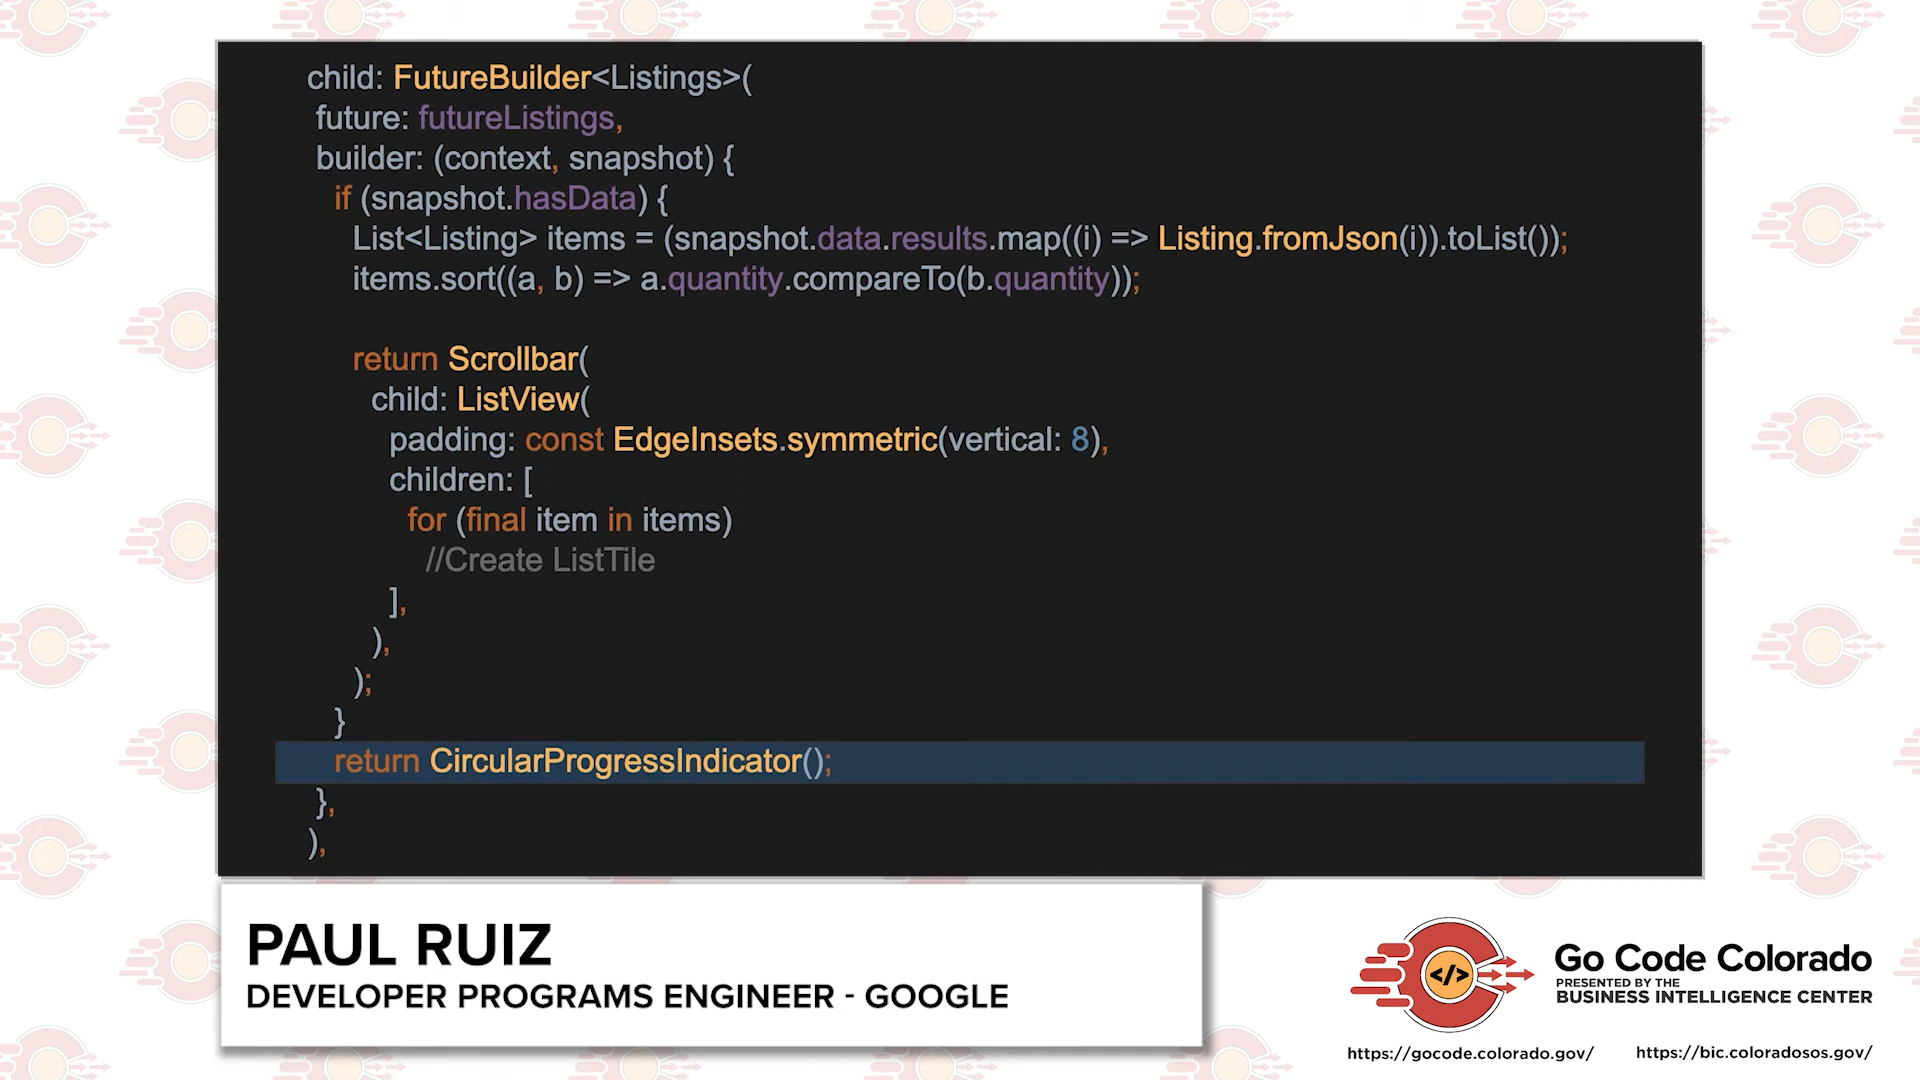 child: FutureBuilder<Listings>(
future: futureListings,
builder: (context, snapshot) {
if (snapshot.hasData) {
List<Listing> items = (snapshot.data.results.map((i) => Listing.fromJson(i)).toList());
items.sort((a, b) => a.quantity.compareTo(b.quantity));
return Scrollbar(
child: ListView(
padding: const EdgeInsets.symmetric(vertical: 8),
children: [
for (final item in items)
//Create ListTile
],
),
);
}
return CircularProgressIndicator();
},
),
PAUL RUIZ
DEVELOPER PROGRAMS ENGINEER - GOOGLE
</>
Go Code Colorado
PRESENTED BY THE
BUSINESS INTELLIGENCE CENTER
https://gocode.colorado.gov/
https://bic.coloradosos.gov/